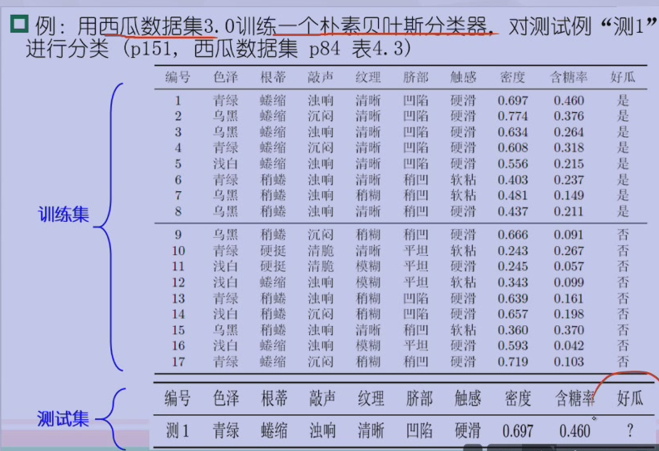 例：用西瓜数据集3.0训练一个朴素贝叶斯分类器，对测试例“测1”
进行分类 (p151, 西瓜数据集 p84 表4.3)
编号 色泽 根蒂 敲声 纹理 脐部 触感 密度 含糖率 好瓜
1 青绿 蜷缩 浊响 清晰 凹陷 硬滑 0.697 0.460 是
2 乌黑 蜷缩 沉闷 清晰 凹陷 硬滑 0.774 0.376 是
3 乌黑 蜷缩 浊响 清晰 凹陷 硬滑 0.634 0.264 是
4 青绿 蜷缩 沉闷 清晰 凹陷 硬滑 0.608 0.318 是
5 浅白 蜷缩 浊响 清晰 凹陷 硬滑 0.556 0.215 是
6 青绿 稍蜷 浊响 清晰 稍凹 软粘 0.403 0.237 是
7 乌黑 稍蜷 浊响 稍糊 稍凹 软粘 0.481 0.149 是
8 乌黑 稍蜷 浊响 清晰 稍凹 硬滑 0.437 0.211 是
训练集
9 乌黑 稍蜷 沉闷 稍糊 稍凹 硬滑 0.666 0.091 否
10 青绿 硬挺 清脆 清晰 平坦 软粘 0.243 0.267 否
11 浅白 硬挺 清脆 模糊 平坦 硬滑 0.245 0.057 否
12 浅白 蜷缩 浊响 模糊 平坦 软粘 0.343 0.099 否
13 青绿 稍蜷 浊响 稍糊 凹陷 硬滑 0.639 0.161 否
14 浅白 稍蜷 沉闷 稍糊 凹陷 硬滑 0.657 0.198 否
15 乌黑 稍蜷 浊响 清晰 稍凹 软粘 0.360 0.370 否
16 浅白 蜷缩 浊响 模糊 平坦 硬滑 0.593 0.042 否
17 青绿 蜷缩 沉闷 稍糊 稍凹 硬滑 0.719 0.103 否
编号 色泽 根蒂 敲声 纹理 脐部 触感 密度 含糖率 好瓜
测试集
测1 青绿 蜷缩 浊响 清晰 凹陷 硬滑 0.697 0.460 ?